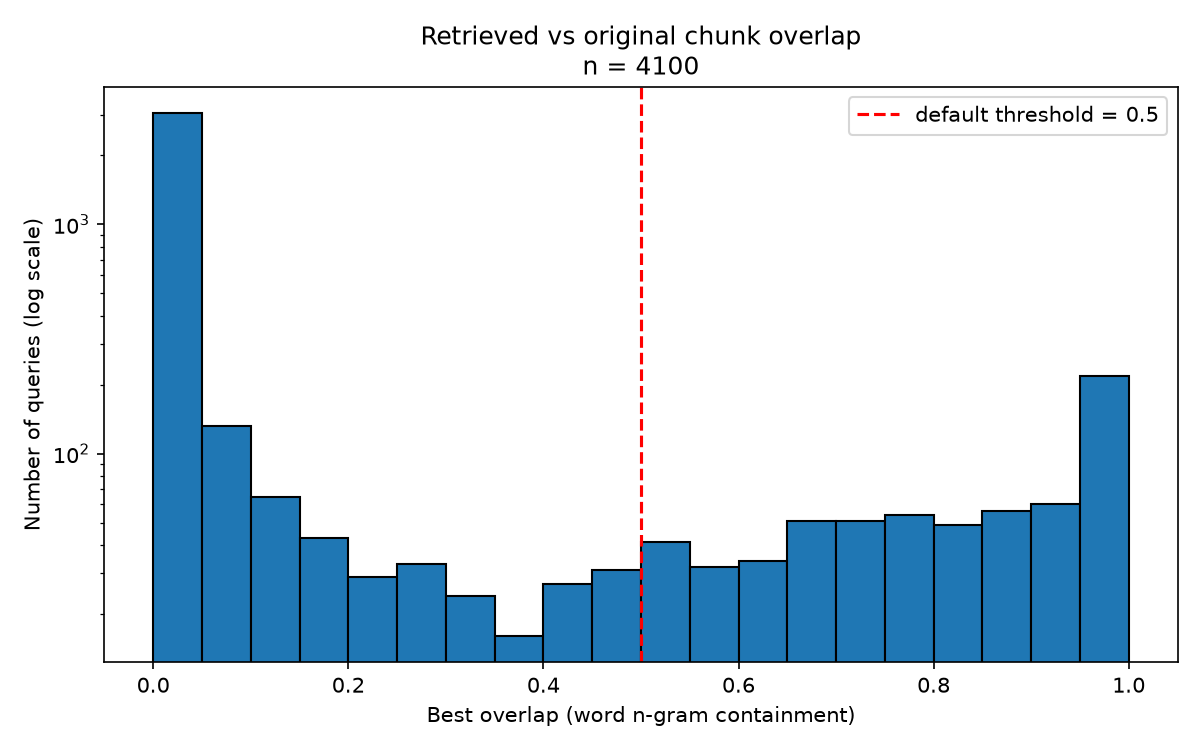 Retrieved vs original chunk overlap
n = 4100
default threshold = 0.5
Number of queries (log scale)
10³
10²
0.0 0.2 0.4 0.6 0.8 1.0
Best overlap (word n-gram containment)